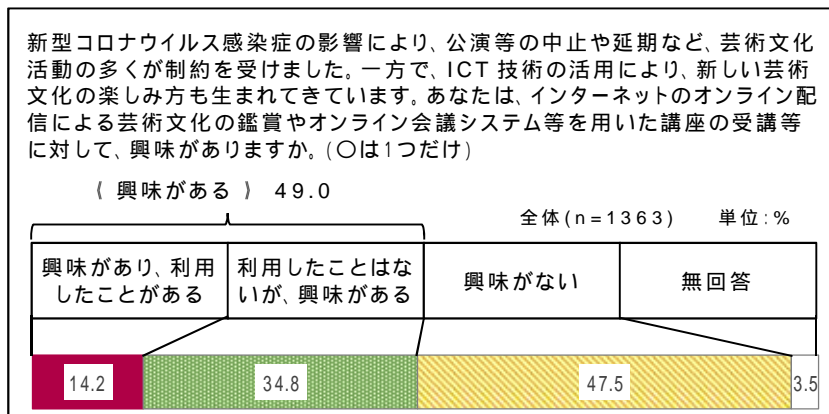 新型コロナウイルス感染症の影響により、公演等の中止や延期など、芸術文化
活動の多くが制約を受けました。一方で、ICT 技術の活用により、新しい芸術
文化の楽しみ方も生まれてきています。あなたは、インターネットのオンライン配
信による芸術文化の鑑賞やオンライン会議システム等を用いた講座の受講等
に対して、興味がありますか。(〇は1つだけ)
《 興味がある 》 49.0
全体(n=1363) 単位:%
興味があり、利用
したことがある
利用したことはな
いが、興味がある
興味がない
無回答
14.2
34.8
47.5
3.5